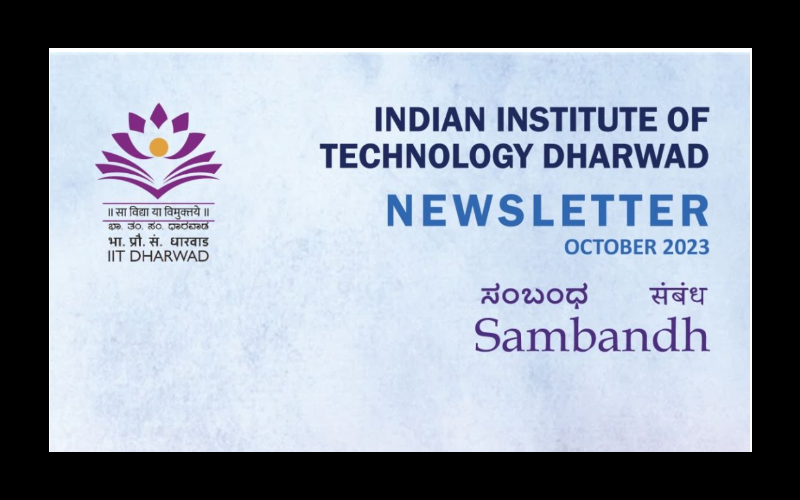 ॥ सा विद्या या विमुक्तये ॥
ಭಾ. ತಂ. ಸಂ. ಧಾರವಾಡ
भा. प्रौ. सं. धारवाड
IIT DHARWAD
INDIAN INSTITUTE OF
TECHNOLOGY DHARWAD
NEWSLETTER
OCTOBER 2023
ಸಂಬಂಧ संबंध
Sambandh